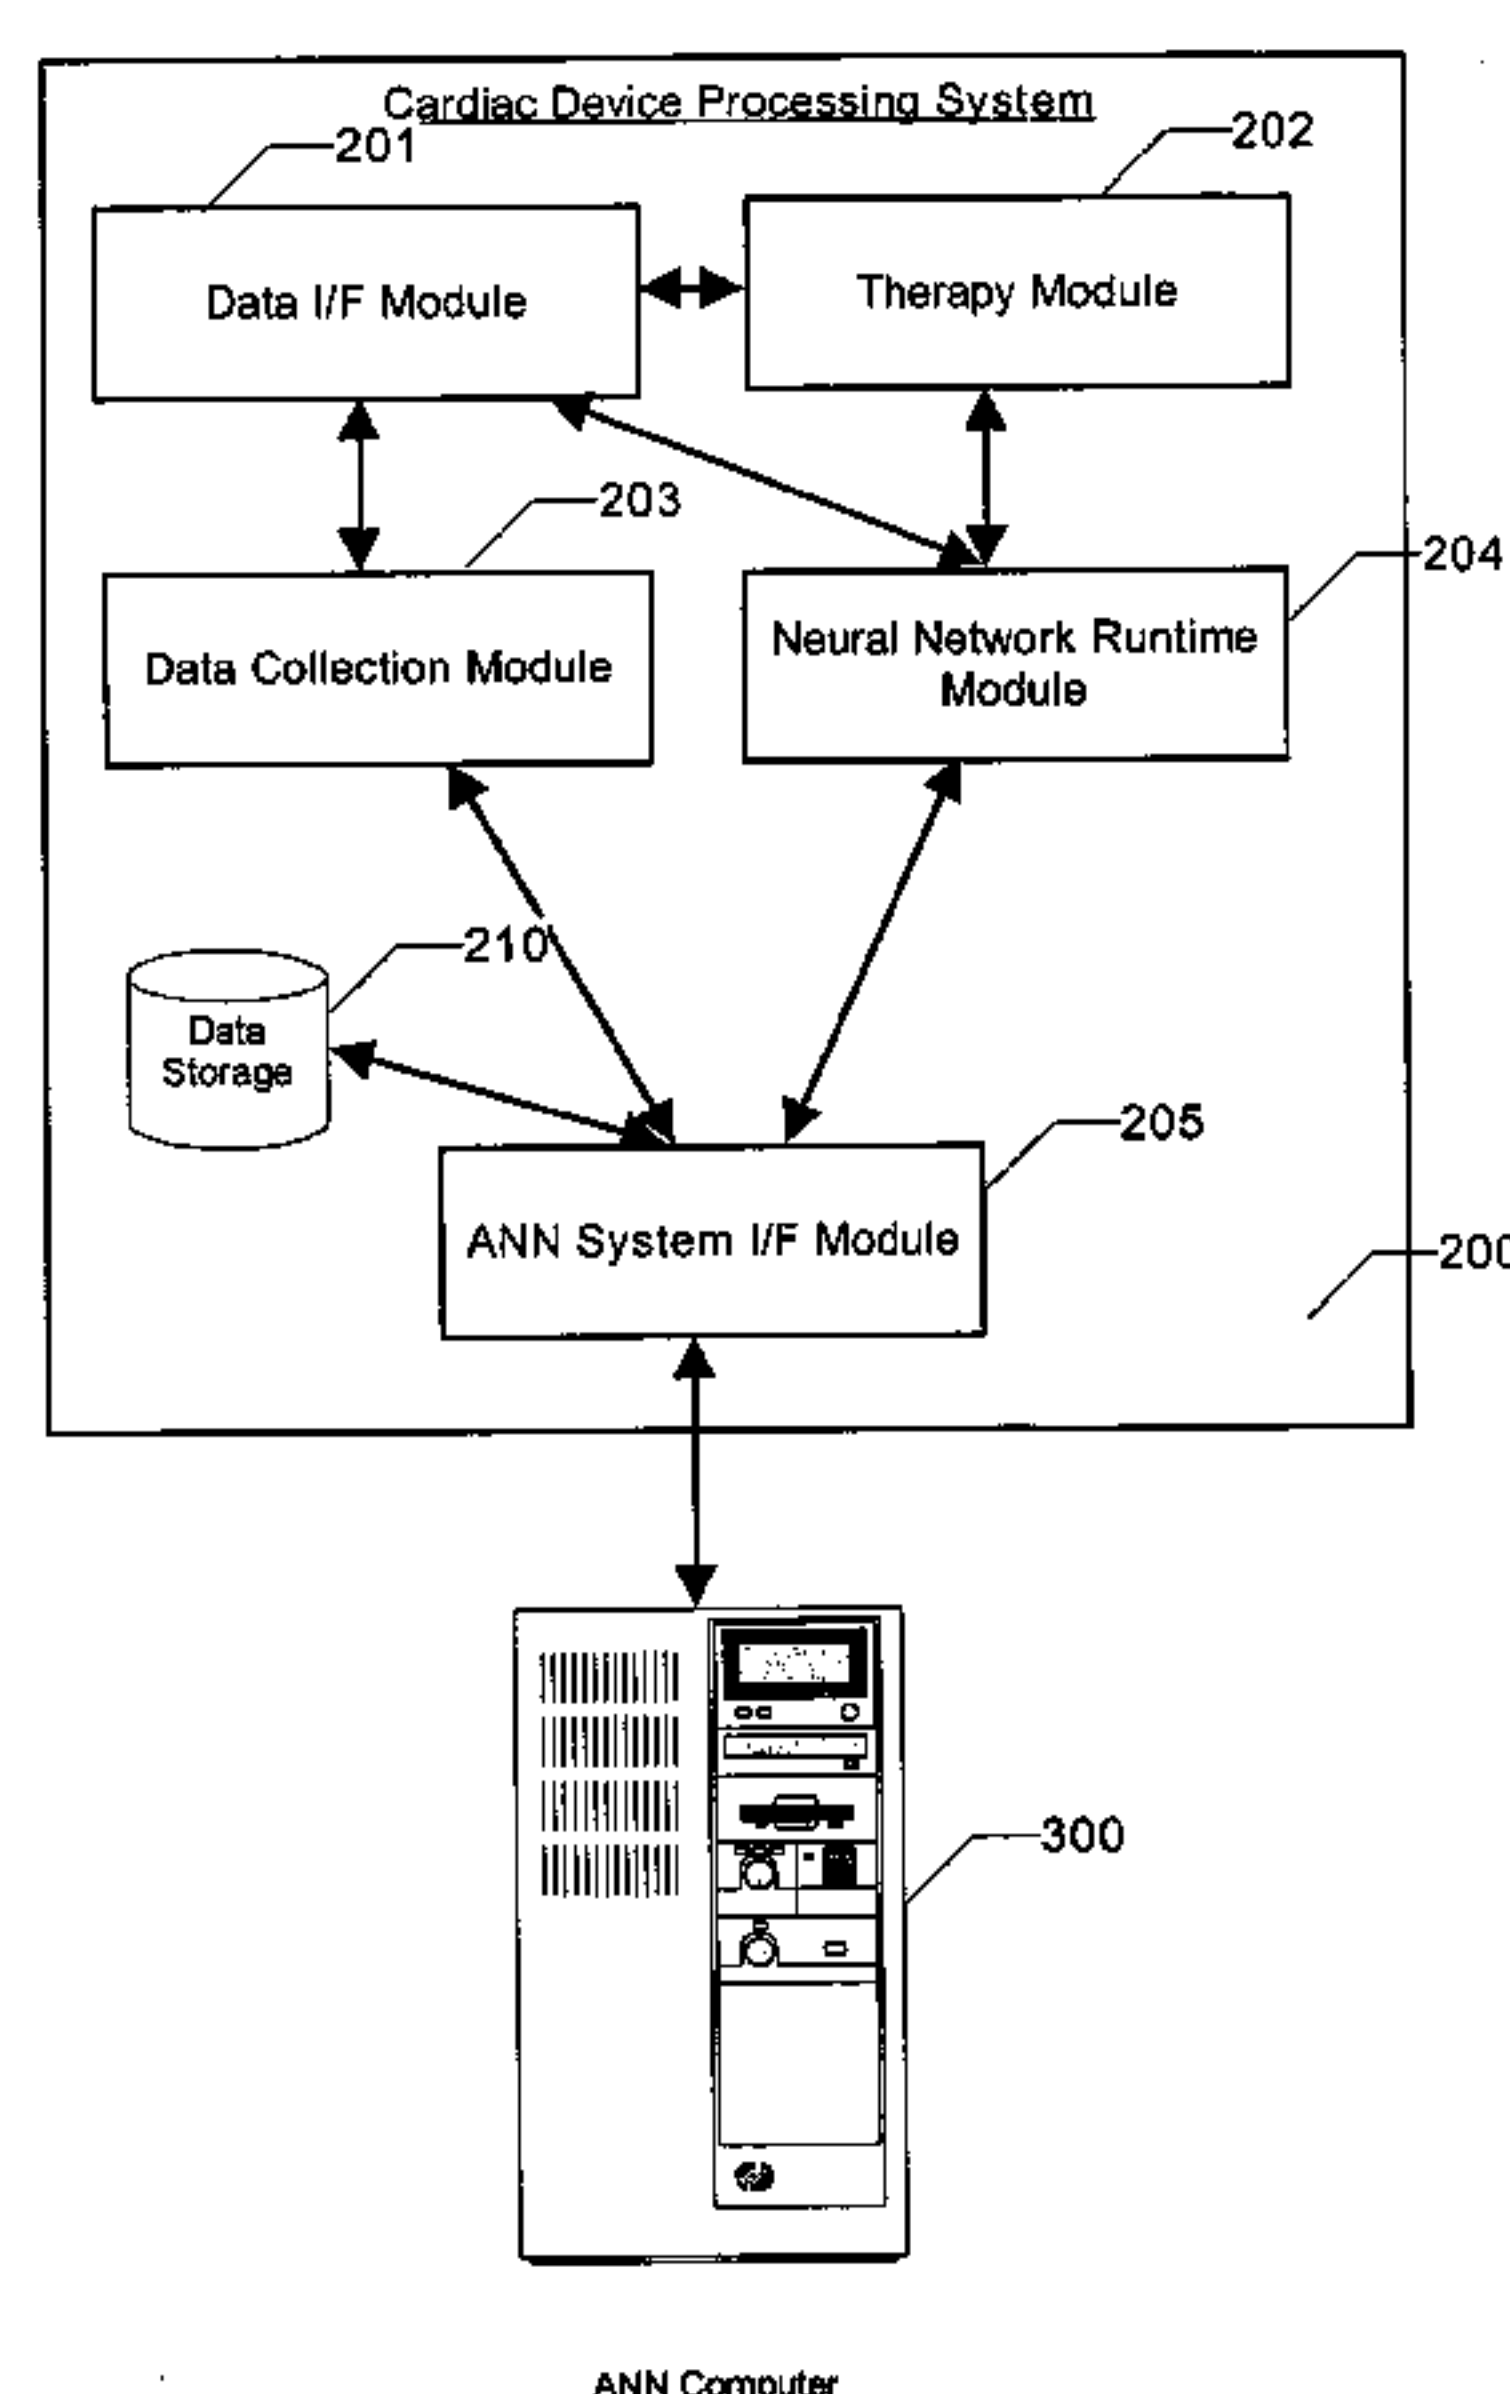 Cardiac Device Processing System
201
202
Data I/F Module
Therapy Module
203
204
Data Collection Module
Neural Network Runtime
Module
210
Data
Storage
205
ANN System I/F Module
200
300
ANN Computer